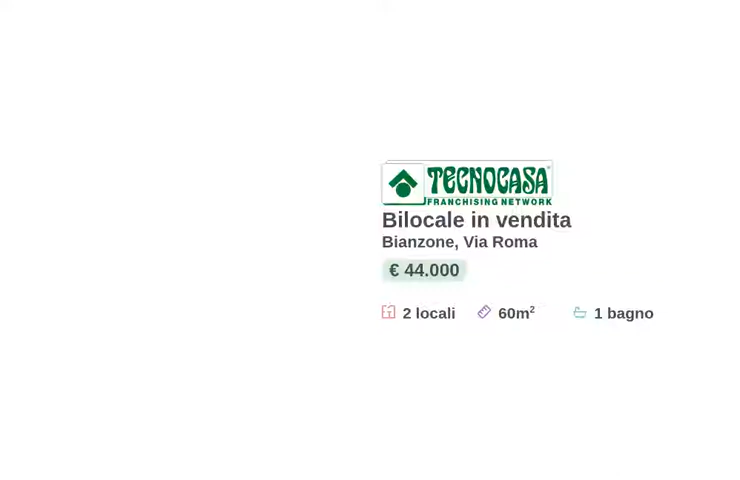 TECNOCASA
FRANCHISING NETWORK
Bilocale in vendita
Bianzone, Via Roma
€ 44.000
2 locali 60m² 1 bagno